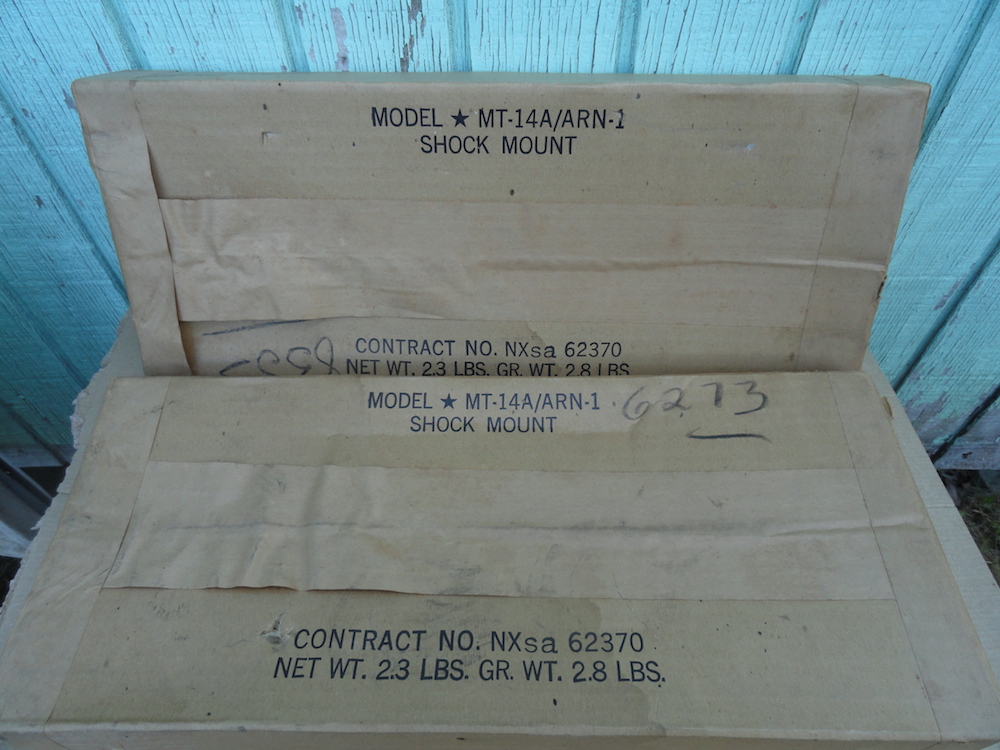 MODEL ★ MT-14A/ARN-1
SHOCK MOUNT
CONTRACT NO. NXsa 62370
NET WT. 2.3 LBS. GR. WT. 2.8 LBS
MODEL ★ MT-14A/ARN-1
6273
SHOCK MOUNT
CONTRACT NO. NXsa 62370
NET WT. 2.3 LBS. GR. WT. 2.8 LBS.